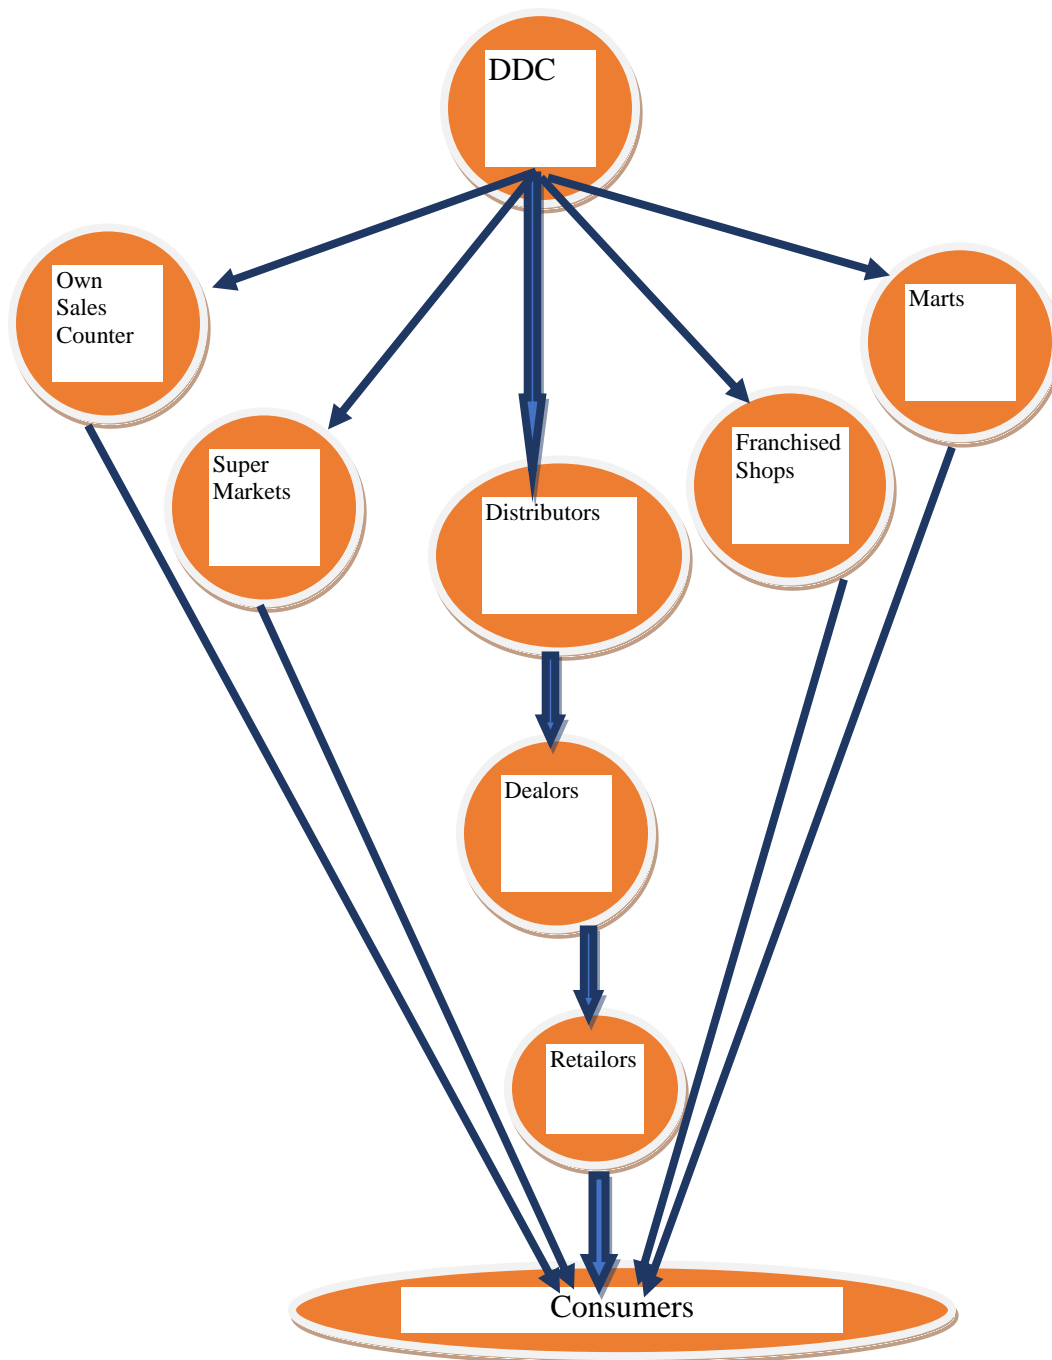 DDC
Own
Sales
Counter
Marts
Super
Markets
Franchised
Shops
Distributors
Dealors
Retailors
Consumers